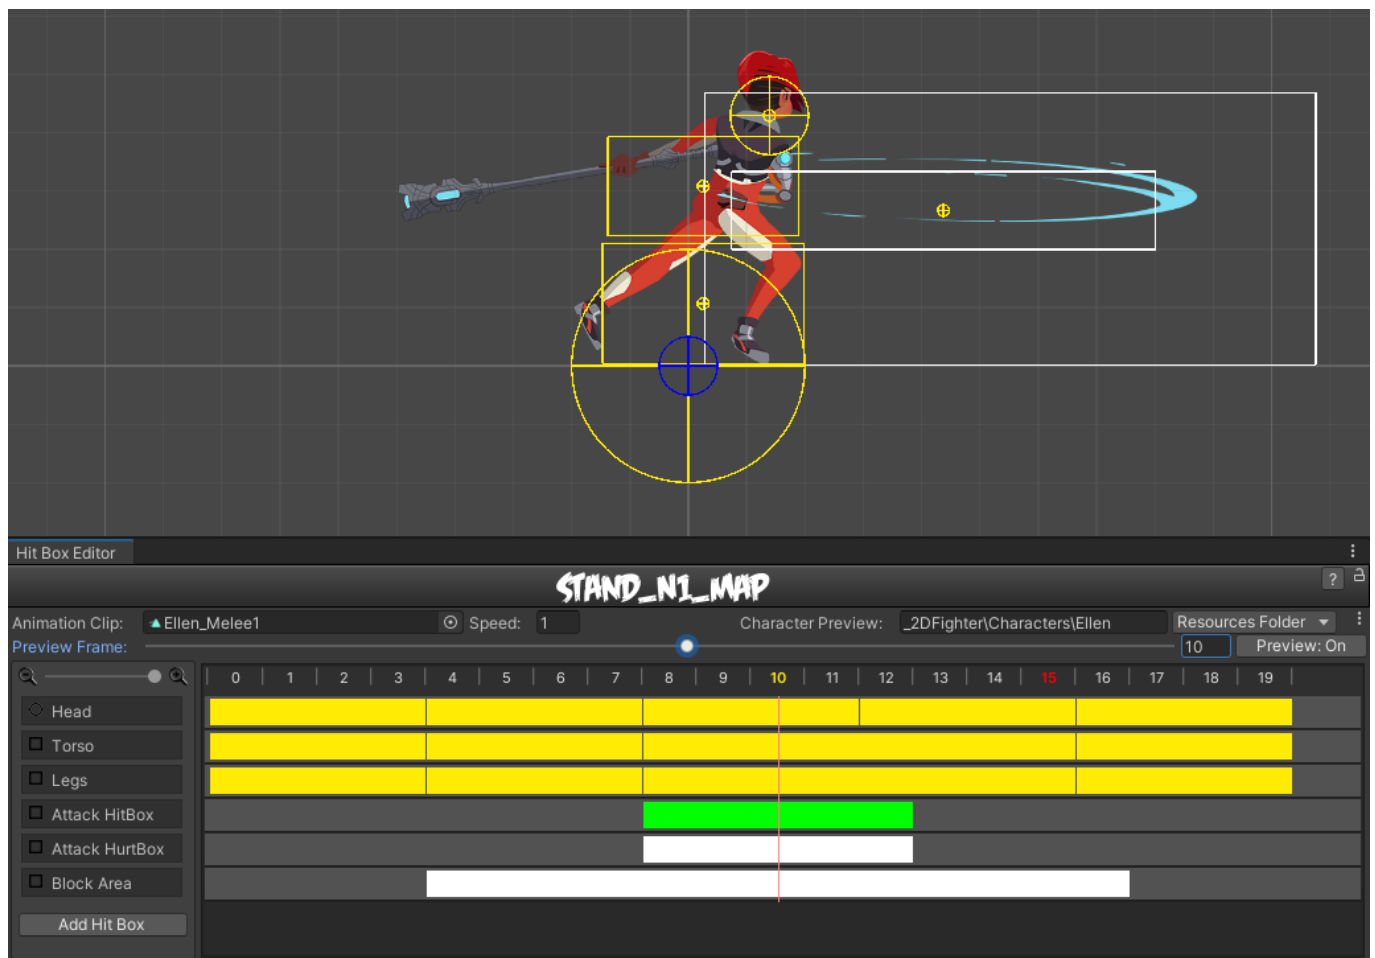 Hit Box Editor
STAND_N1_MAP
?
Animation Clip: Ellen_Melee1 Speed: 1 Character Preview: _2DFighter\Characters\Ellen Resources Folder
Preview Frame: 10 Preview: On
0 1 2 3 4 5 6 7 8 9 10 11 12 13 14 15 16 17 18 19
Head
Torso
Legs
Attack HitBox
Attack HurtBox
Block Area
Add Hit Box